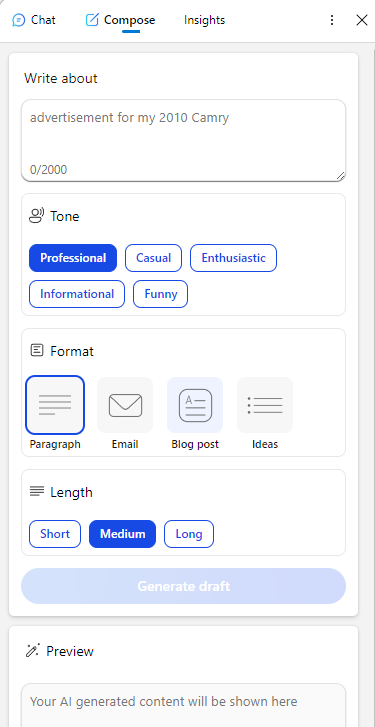 Chat Compose Insights
Write about
advertisement for my 2010 Camry
0/2000
Tone
Professional Casual Enthusiastic
Informational Funny
Format
Paragraph Email Blog post Ideas
Length
Short Medium Long
Generate draft
Preview
Your AI generated content will be shown here